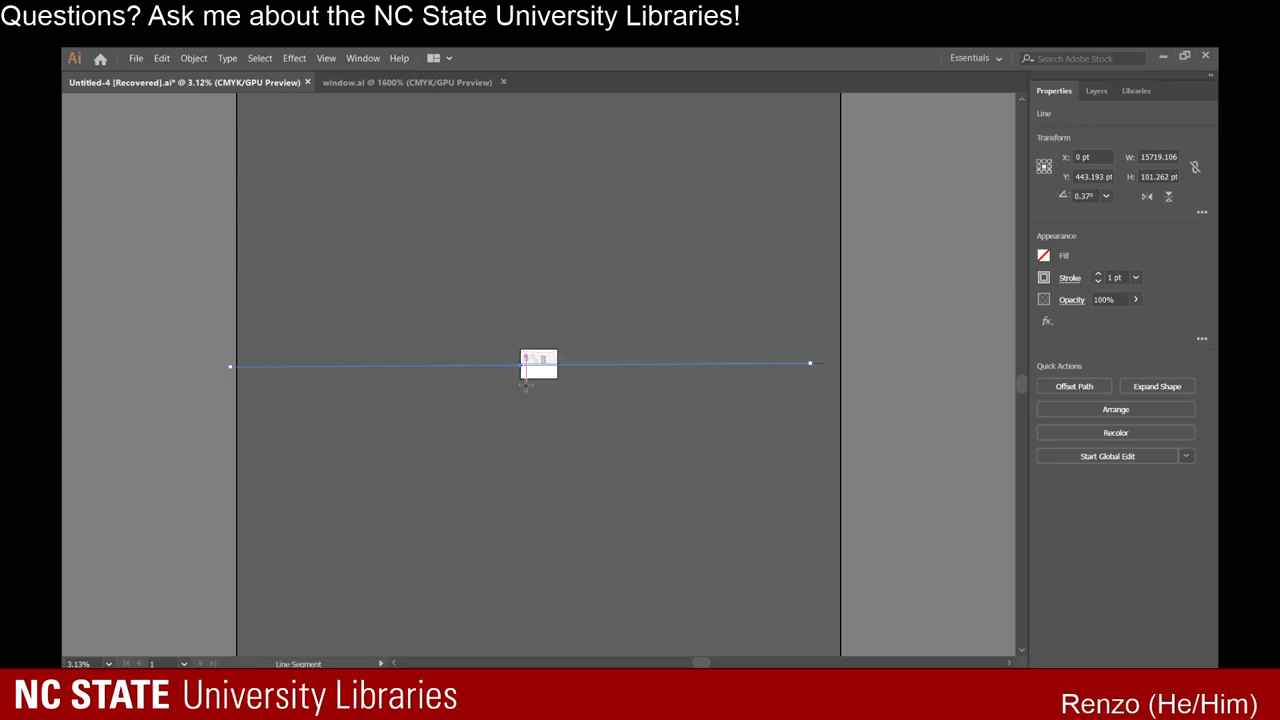 Questions? Ask me about the NC State University Libraries!
Ai File Edit Object Type Select Effect View Window Help Essentials Search Adobe Stock
Untitled-4 [Recovered].ai* @ 3.12% (CMYK/GPU Preview) × window.ai @ 1600% (CMYK/GPU Preview) ×
Properties Layers Libraries
Line
Transform
X: 0 pt W: 15719.106
Y: 443.193 pt H: 101.262 pt
0.37°
Appearance
Fill
Stroke 1 pt
Opacity 100%
fx.
Quick Actions
Offset Path Expand Shape
Arrange
Recolor
Start Global Edit
3.13% 1 Line Segment
NC STATE University Libraries
Renzo (He/Him)